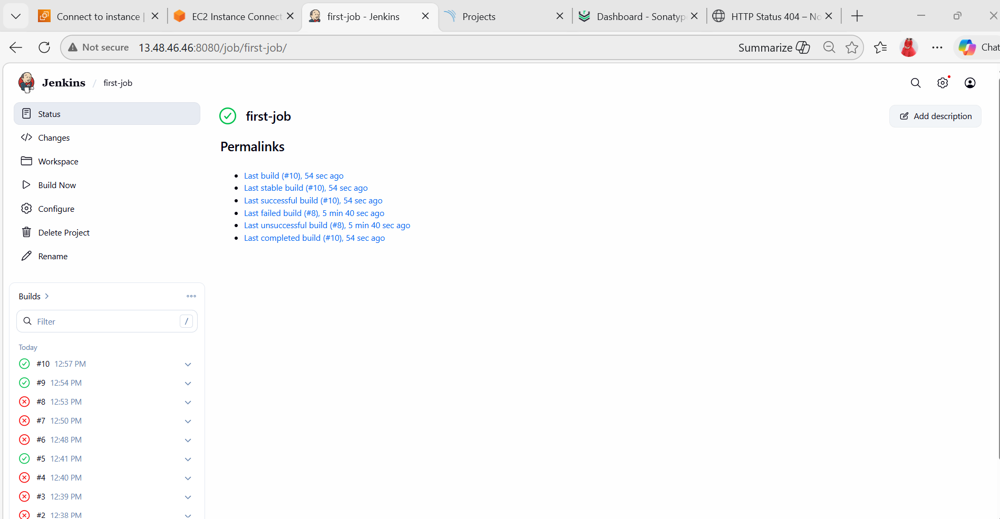 Connect to instance |
EC2 Instance Connect
first-job - Jenkins
Projects
Dashboard - Sonatyp
HTTP Status 404 – No
Not secure
13.48.46.46:8080/job/first-job/
Summarize
Chat
Jenkins / first-job
Status
Changes
Workspace
Build Now
Configure
Delete Project
Rename
first-job
Add description
Permalinks
Last build (#10), 54 sec ago
Last stable build (#10), 54 sec ago
Last successful build (#10), 54 sec ago
Last failed build (#8), 5 min 40 sec ago
Last unsuccessful build (#8), 5 min 40 sec ago
Last completed build (#10), 54 sec ago
Builds
Filter /
Today
#10 12:57 PM
#9 12:54 PM
#8 12:53 PM
#7 12:50 PM
#6 12:48 PM
#5 12:41 PM
#4 12:40 PM
#3 12:39 PM
#2 12:38 PM